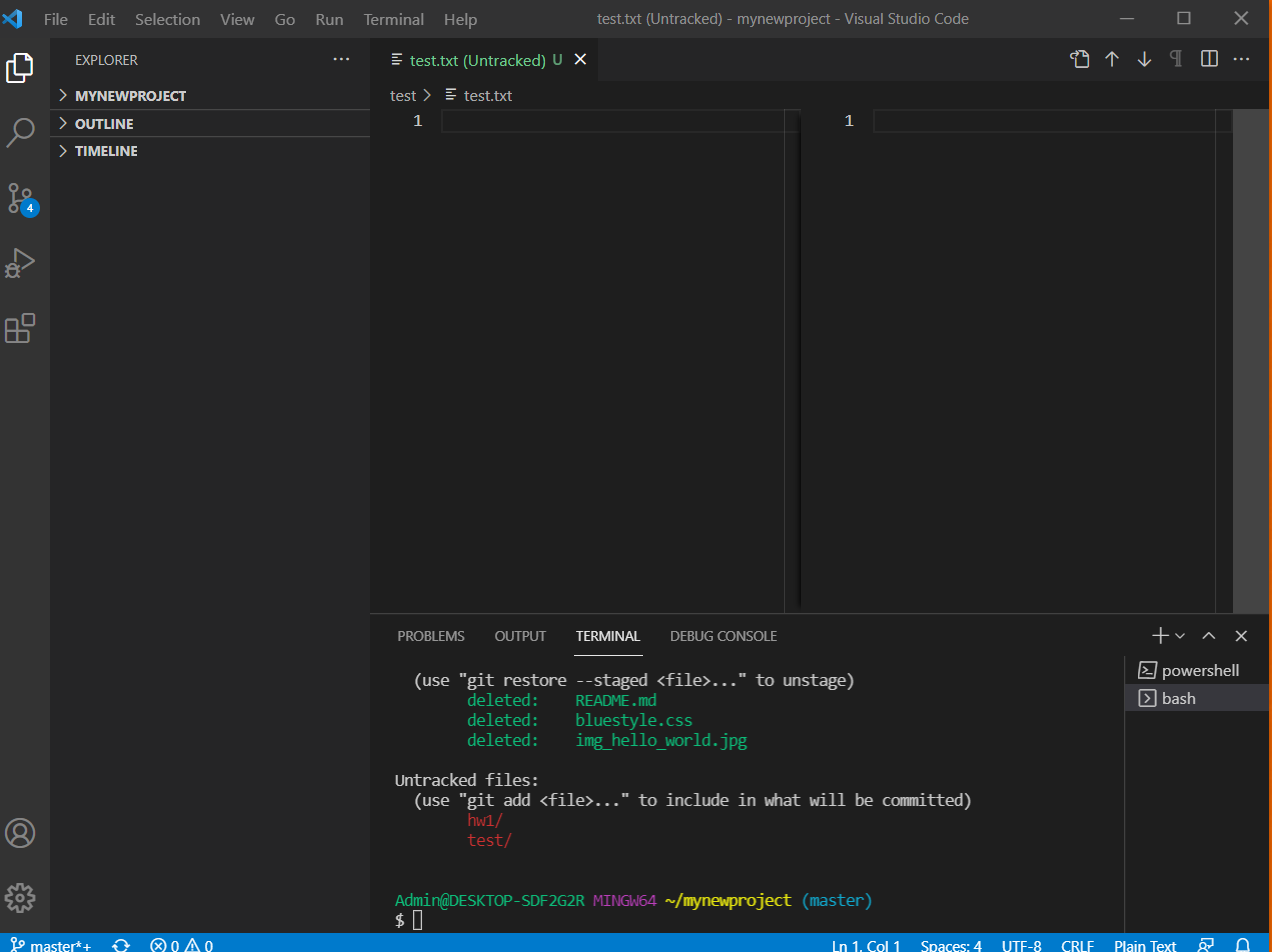 File Edit Selection View Go Run Terminal Help test.txt (Untracked) - mynewproject - Visual Studio Code
EXPLORER
MYNEWPROJECT
OUTLINE
TIMELINE
4
test.txt (Untracked) U
test > test.txt
1
1
PROBLEMS OUTPUT TERMINAL DEBUG CONSOLE
(use "git restore --staged <file>..." to unstage)
deleted: README.md
deleted: bluestyle.css
deleted: img_hello_world.jpg
Untracked files:
(use "git add <file>..." to include in what will be committed)
hw1/
test/
Admin@DESKTOP-SDF2G2R MINGW64 ~/mynewproject (master)
$
powershell
bash
master*+ 0 0 Ln 1, Col 1 Spaces: 4 UTF-8 CRLF Plain Text